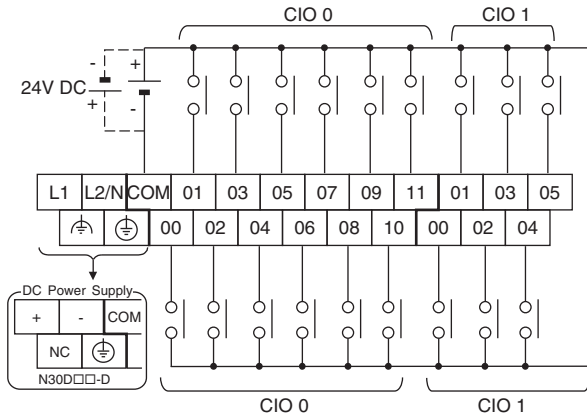 CIO 0 CIO 1
- +
24V DC
+ -
L1 L2/N COM 01 03 05 07 09 11 01 03 05
00 02 04 06 08 10 00 02 04
DC Power Supply
+ - COM
NC
N30D□□-D
CIO 0 CIO 1